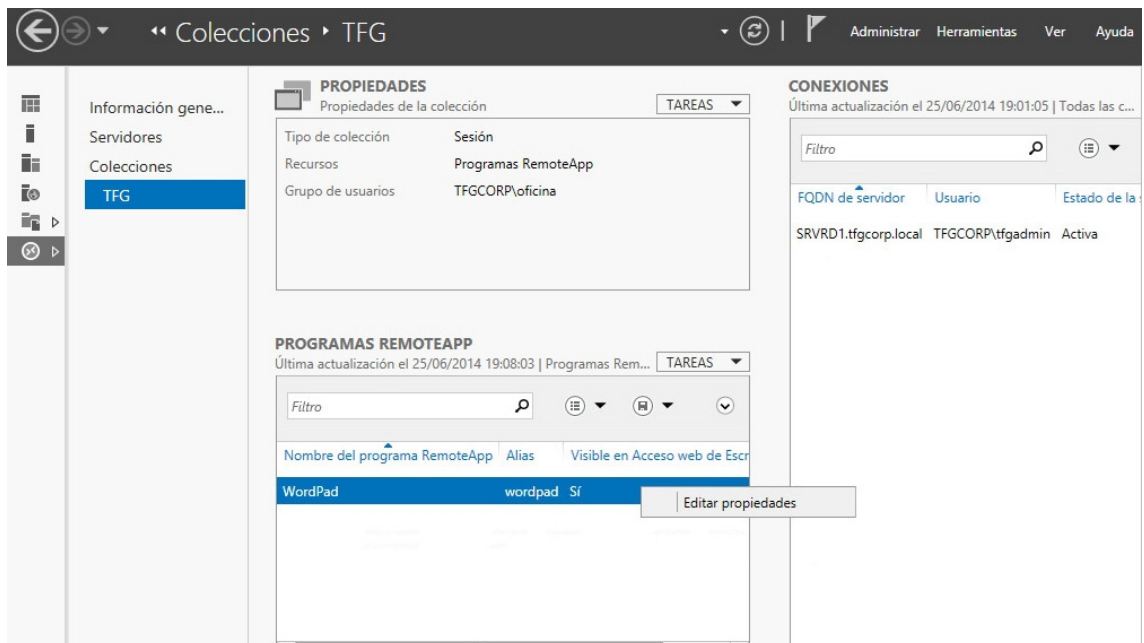 Colecciones ‣ TFG
Administrar Herramientas Ver Ayuda
Información gene...
Servidores
Colecciones
TFG
PROPIEDADES
Propiedades de la colección
TAREAS
Tipo de colección Sesión
Recursos Programas RemoteApp
Grupo de usuarios TFGCORP\oficina
PROGRAMAS REMOTEAPP
Última actualización el 25/06/2014 19:08:03 | Programas Rem...
TAREAS
Filtro
Nombre del programa RemoteApp Alias Visible en Acceso web de Escr
WordPad wordpad Sí
Editar propiedades
CONEXIONES
Última actualización el 25/06/2014 19:01:05 | Todas las c...
Filtro
FQDN de servidor Usuario Estado de la s
SRVRD1.tfgcorp.local TFGCORP\tfgadmin Activa